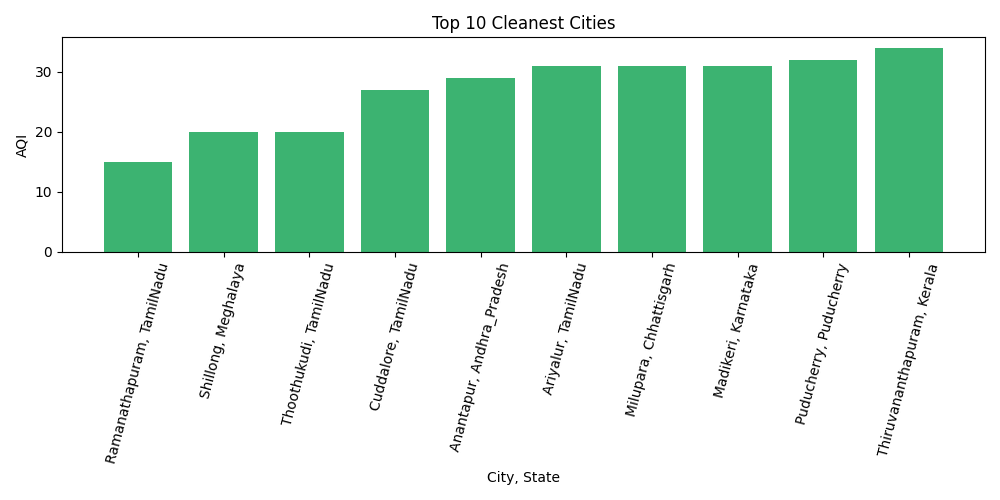 Top 10 Cleanest Cities
AQI
30
20
10
0
Ramanathapuram, TamilNadu
Shillong, Meghalaya
Thoothukudi, TamilNadu
Cuddalore, TamilNadu
Anantapur, Andhra_Pradesh
Ariyalur, TamilNadu
Milupara, Chhattisgarh
Madikeri, Karnataka
Puducherry, Puducherry
Thiruvananthapuram, Kerala
City, State